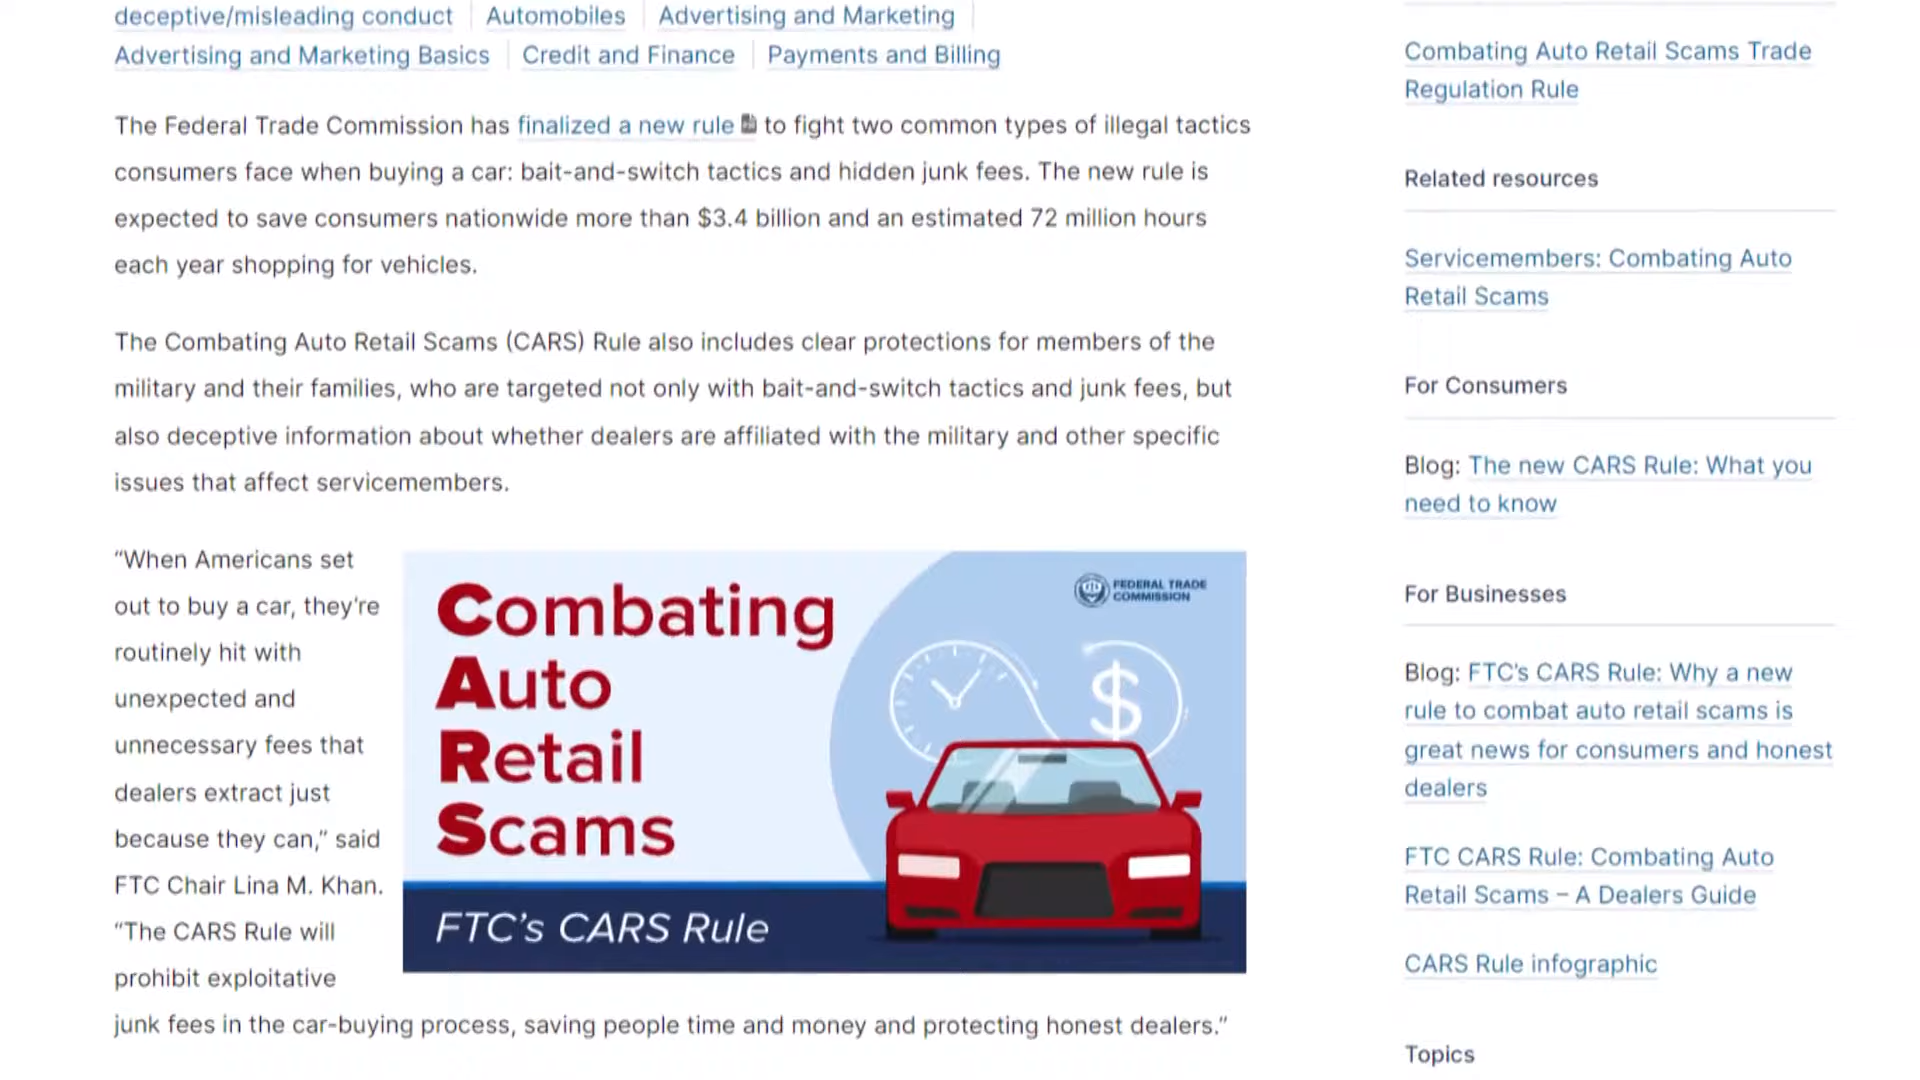 deceptive/misleading conduct Automobiles Advertising and Marketing
Advertising and Marketing Basics Credit and Finance Payments and Billing
The Federal Trade Commission has finalized a new rule to fight two common types of illegal tactics
consumers face when buying a car: bait-and-switch tactics and hidden junk fees. The new rule is
expected to save consumers nationwide more than $3.4 billion and an estimated 72 million hours
each year shopping for vehicles.
The Combating Auto Retail Scams (CARS) Rule also includes clear protections for members of the
military and their families, who are targeted not only with bait-and-switch tactics and junk fees, but
also deceptive information about whether dealers are affiliated with the military and other specific
issues that affect servicemembers.
“When Americans set
out to buy a car, they’re
routinely hit with
unexpected and
unnecessary fees that
dealers extract just
because they can,” said
FTC Chair Lina M. Khan.
“The CARS Rule will
prohibit exploitative
junk fees in the car-buying process, saving people time and money and protecting honest dealers.”
Combating
Auto
Retail
Scams
FTC’s CARS Rule
FEDERAL TRADE
COMMISSION
$
Combating Auto Retail Scams Trade
Regulation Rule
Related resources
Servicemembers: Combating Auto
Retail Scams
For Consumers
Blog: The new CARS Rule: What you
need to know
For Businesses
Blog: FTC’s CARS Rule: Why a new
rule to combat auto retail scams is
great news for consumers and honest
dealers
FTC CARS Rule: Combating Auto
Retail Scams – A Dealers Guide
CARS Rule infographic
Topics